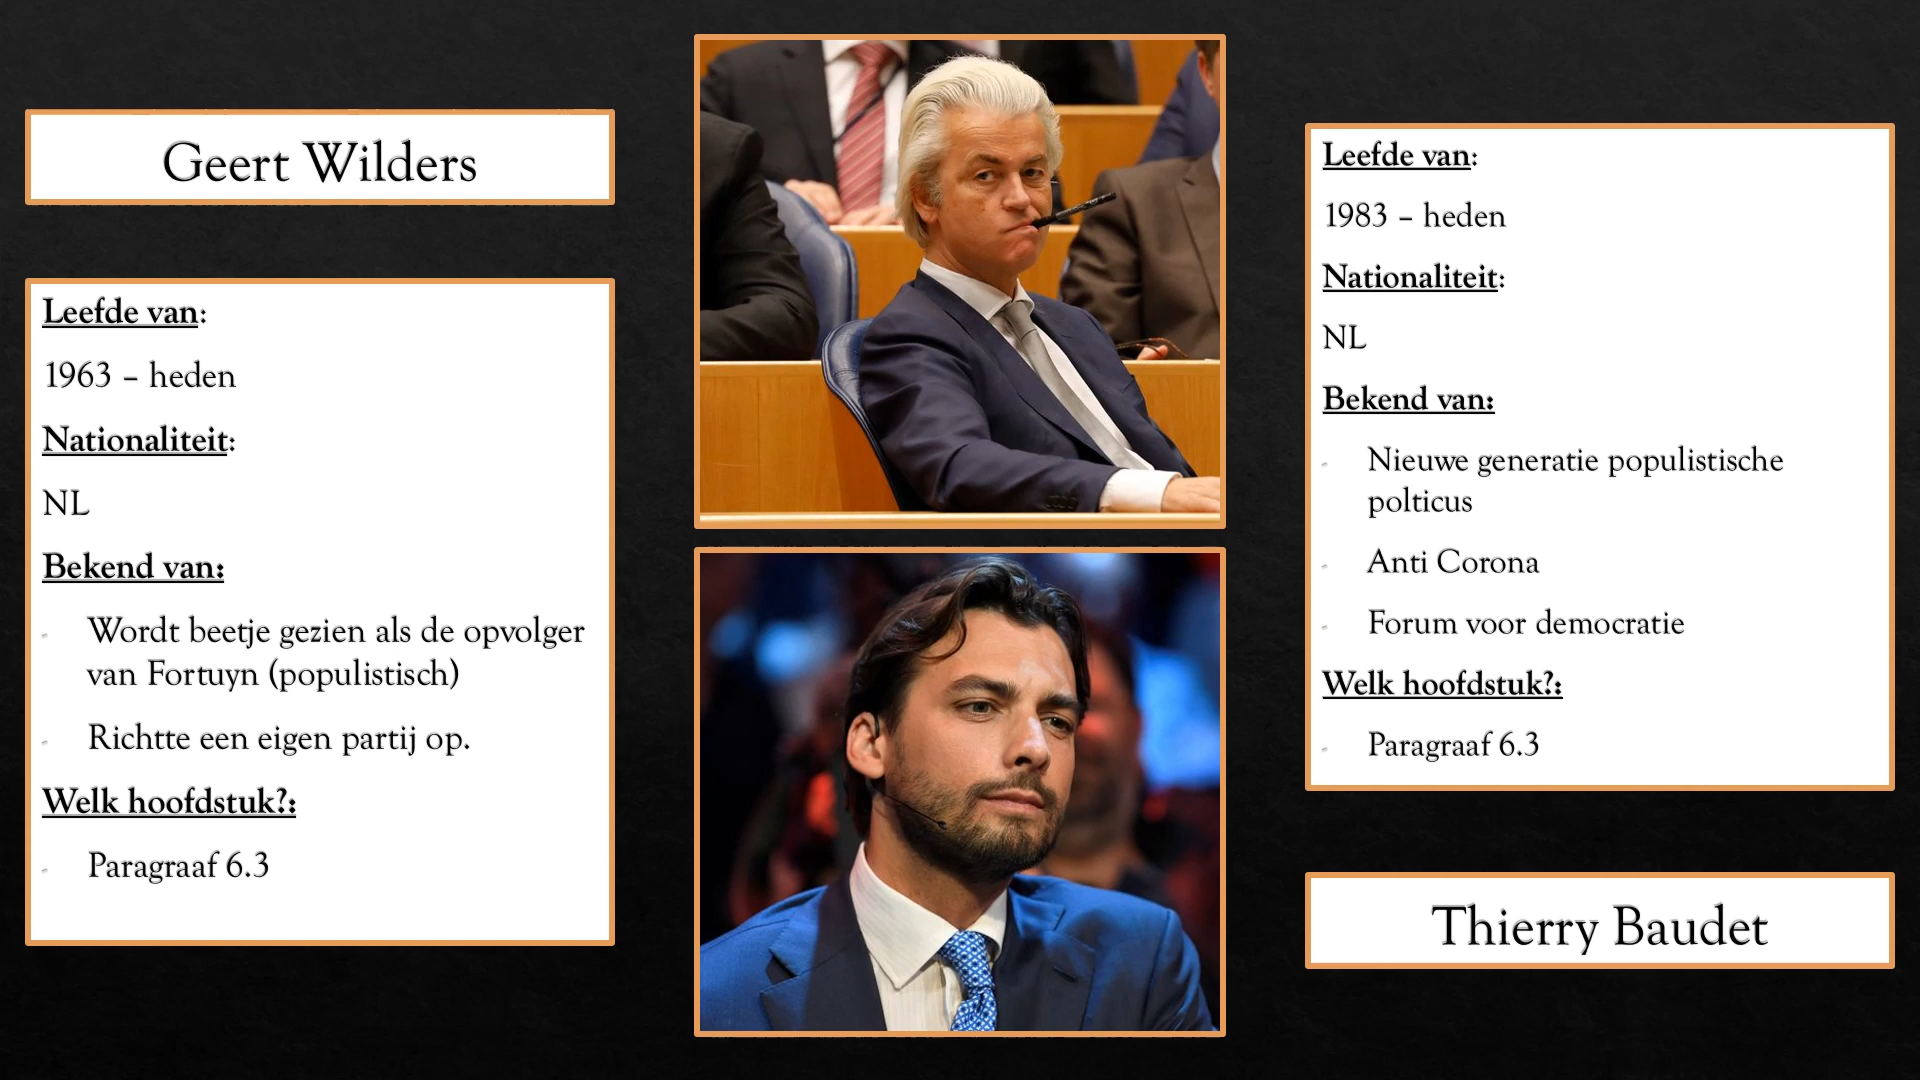 Geert Wilders
Leefde van:
1963 – heden
Nationaliteit:
NL
Bekend van:
- Wordt beetje gezien als de opvolger
van Fortuyn (populistisch)
- Richtte een eigen partij op.
Welk hoofdstuk?:
- Paragraaf 6.3
Leefde van:
1983 – heden
Nationaliteit:
NL
Bekend van:
- Nieuwe generatie populistische
polticus
- Anti Corona
- Forum voor democratie
Welk hoofdstuk?:
- Paragraaf 6.3
Thierry Baudet